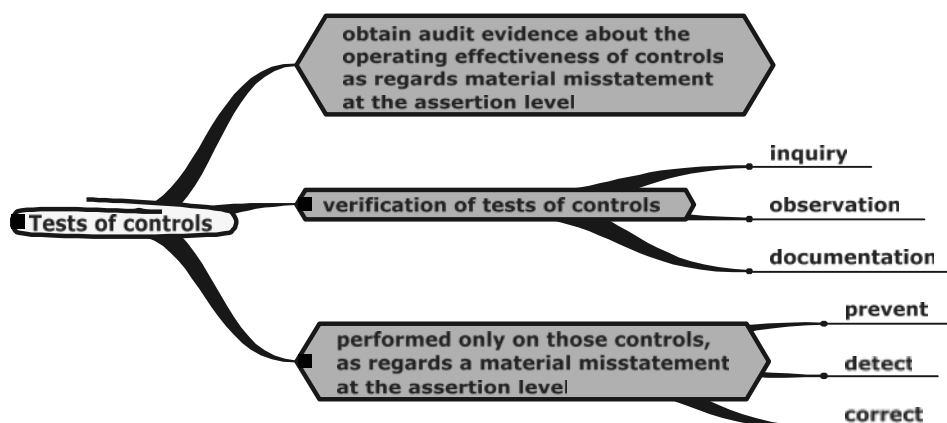 obtain audit evidence about the
operating effectiveness of controls
as regards material misstatement
at the assertion level
Tests of controls
verification of tests of controls
inquiry
observation
documentation
performed only on those controls,
as regards a material misstatement
at the assertion level
prevent
detect
correct